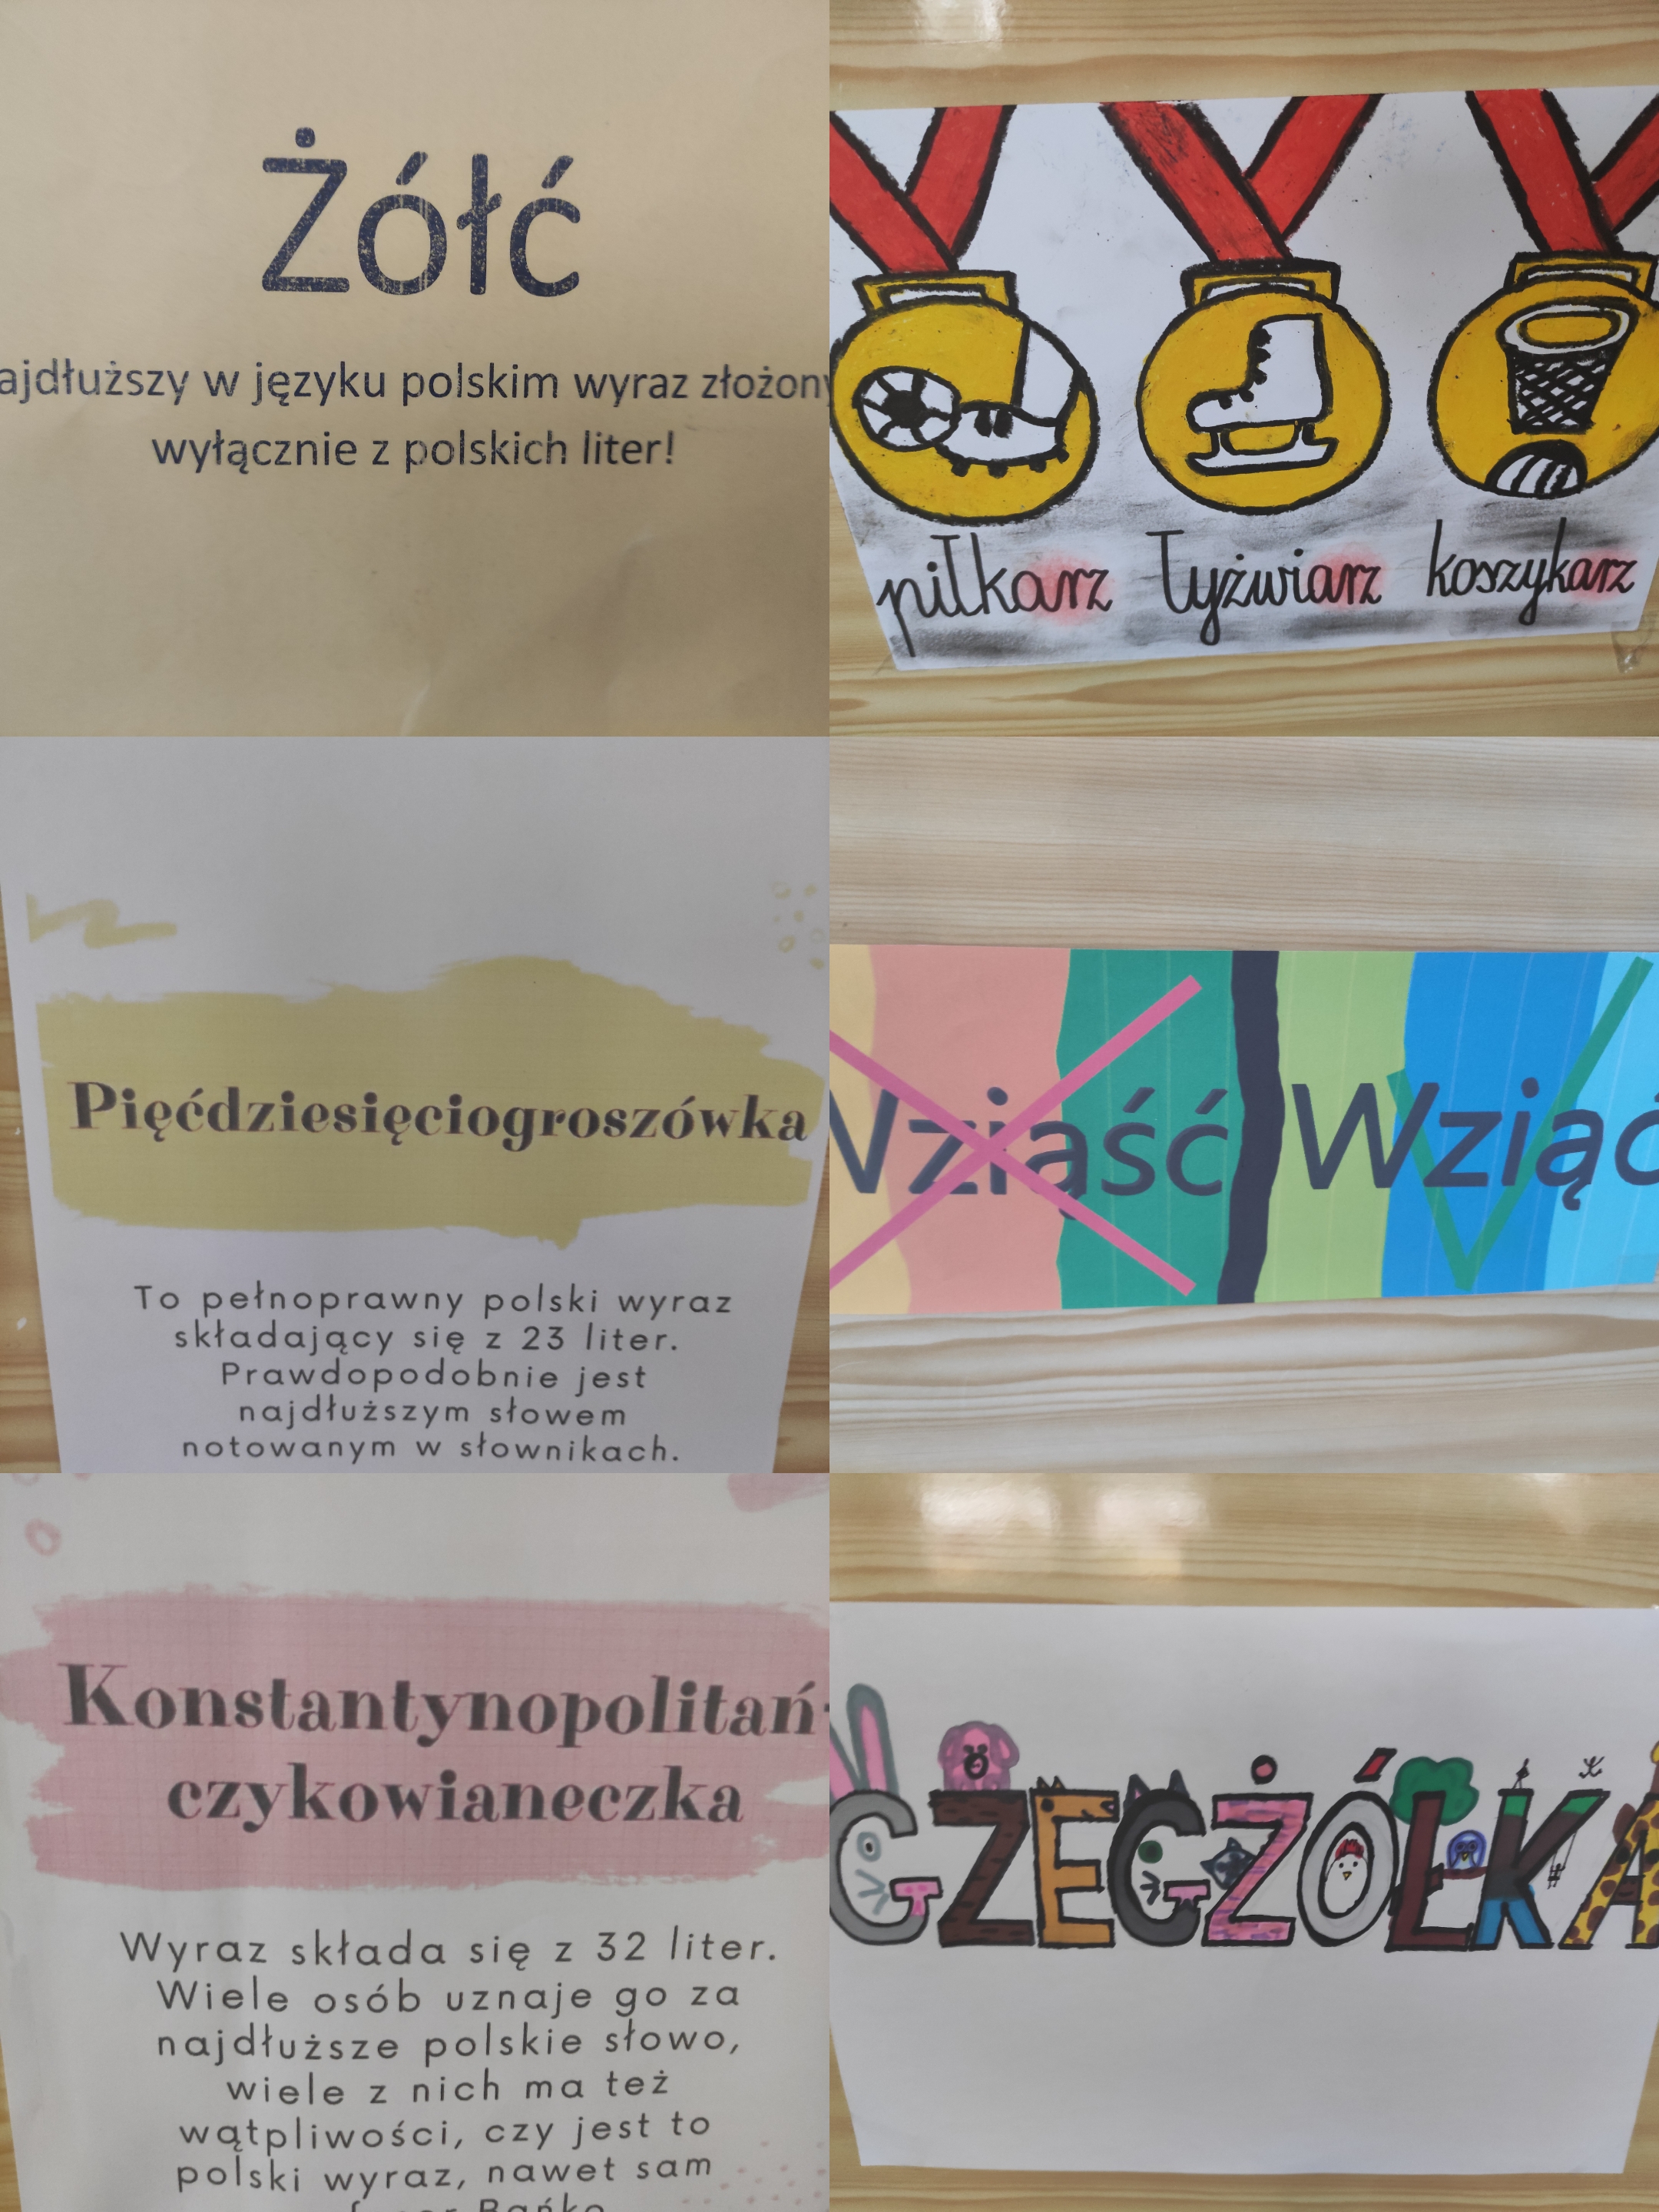 Żółć
ajdłuższy w języku polskim wyraz złożony
wyłącznie z polskich liter!
piłkarz łyżwiarz koszykarz
Pięćdziesięciogroszówka
To pełnoprawny polski wyraz
składający się z 23 liter.
Prawdopodobnie jest
najdłuższym słowem
notowanym w słownikach.
Wziąść Wziąć
Konstantynopolitań-
czykowianeczka
Wyraz składa się z 32 liter.
Wiele osób uznaje go za
najdłuższe polskie słowo,
wiele z nich ma też
wątpliwości, czy jest to
polski wyraz, nawet sam
Bańko
GZEGŻÓŁKA